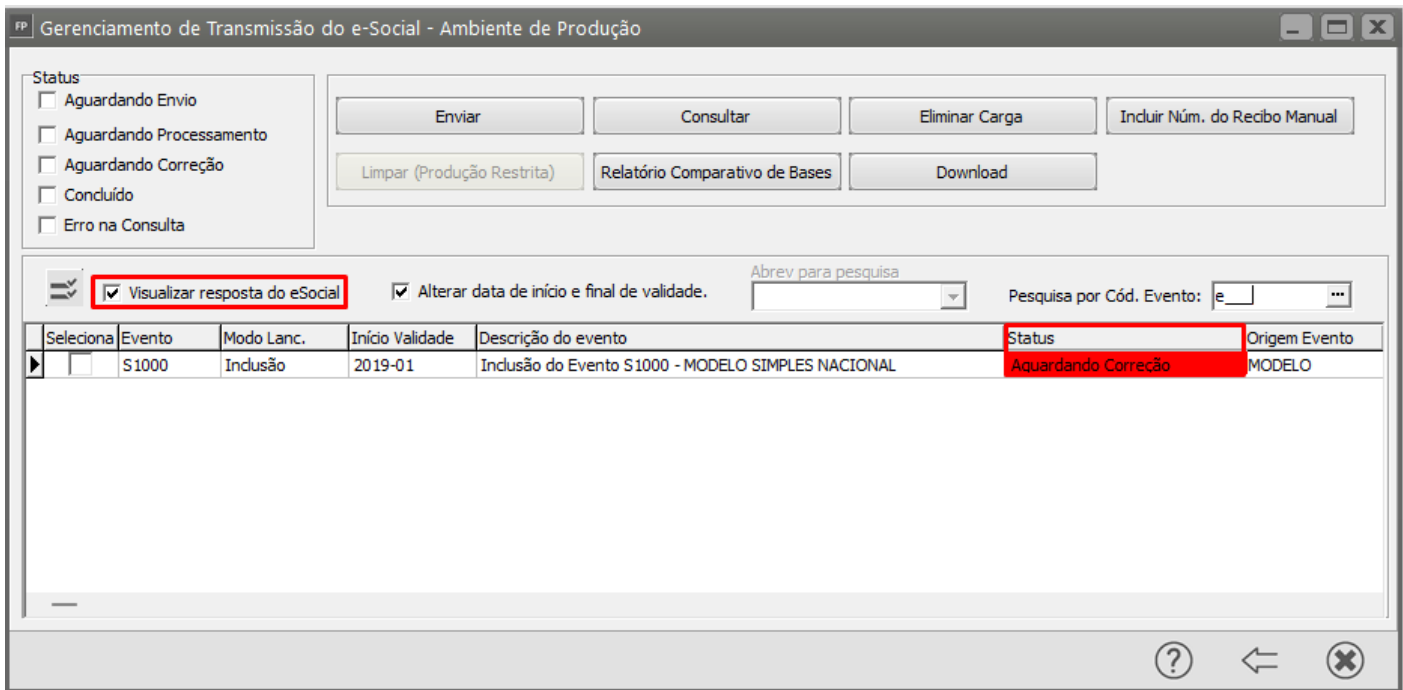 FP Gerenciamento de Transmissão do e-Social - Ambiente de Produção
Status
Aguardando Envio
Aguardando Processamento
Aguardando Correção
Concluído
Erro na Consulta
Enviar Consultar Eliminar Carga Incluir Núm. do Recibo Manual
Limpar (Produção Restrita) Relatório Comparativo de Bases Download
Abrev para pesquisa
Visualizar resposta do eSocial Alterar data de início e final de validade. Pesquisa por Cód. Evento: e___ ...
Seleciona Evento Modo Lanc. Início Validade Descrição do evento Status Origem Evento
S1000 Inclusão 2019-01 Inclusão do Evento S1000 - MODELO SIMPLES NACIONAL Aguardando Correção MODELO
?